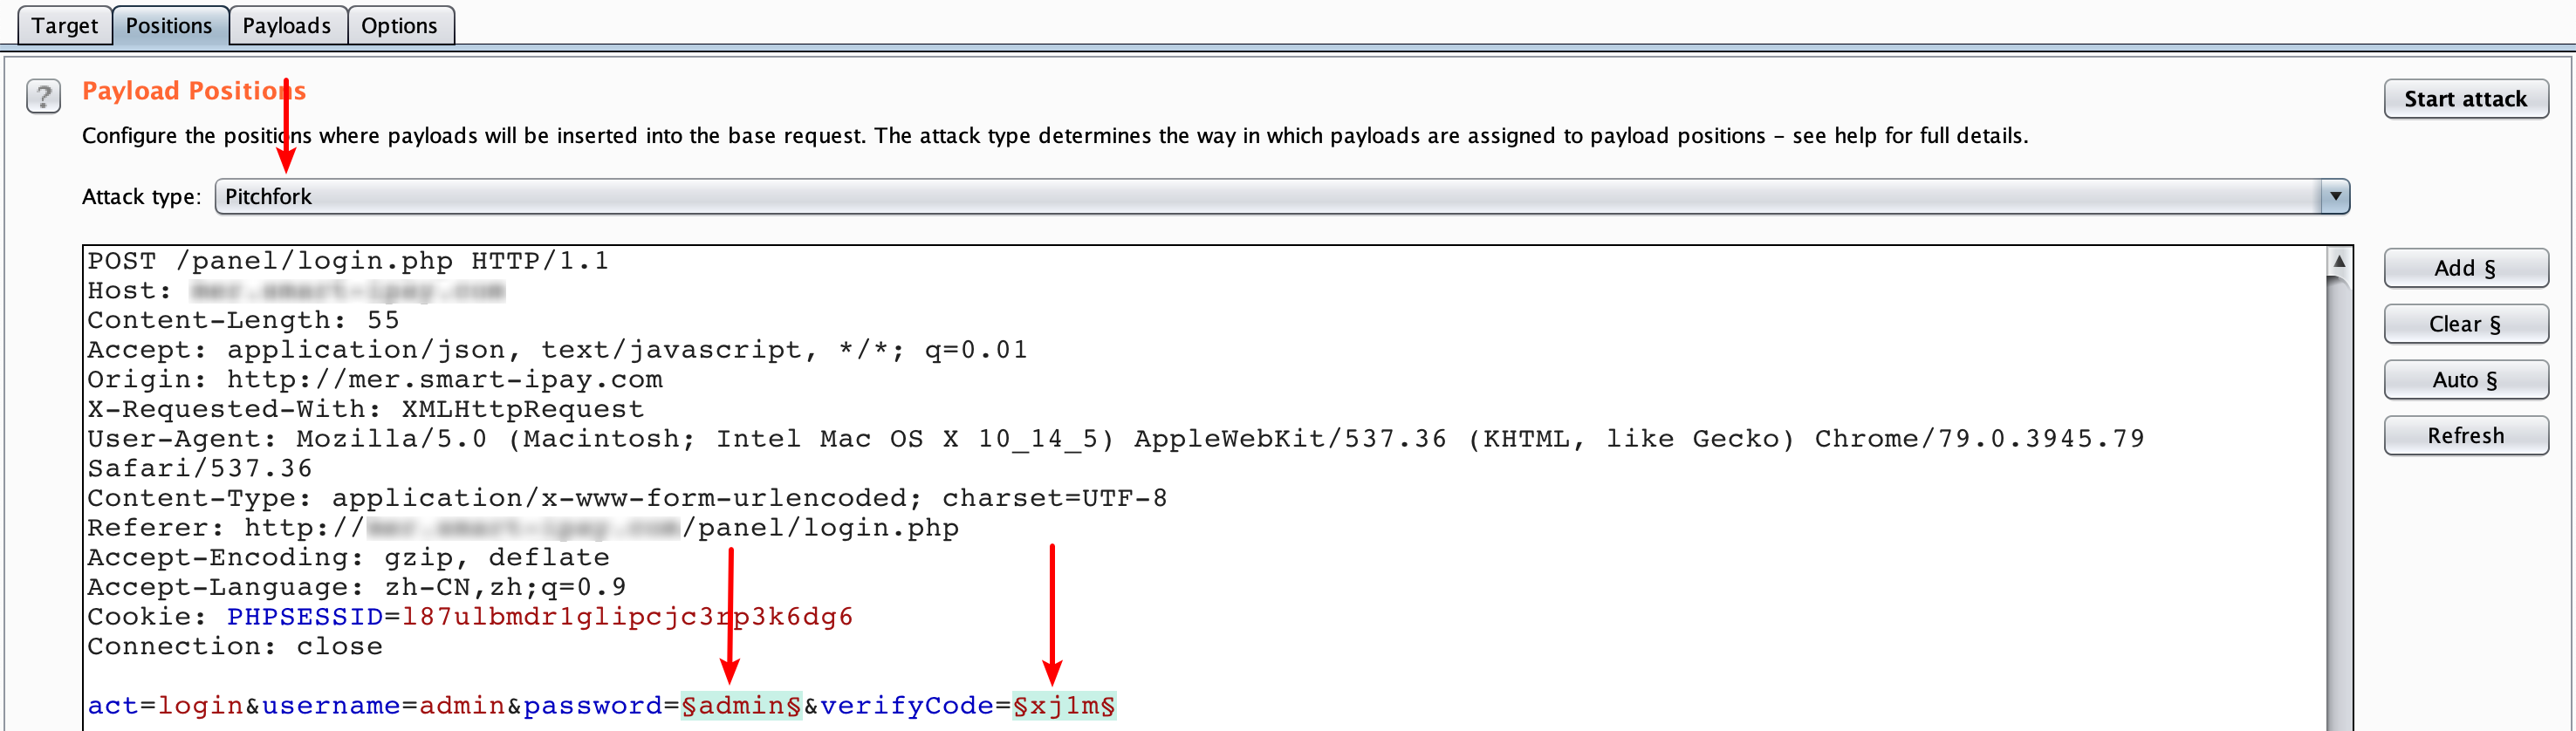 Target Positions Payloads Options
? Payload Positions
Start attack
Configure the positions where payloads will be inserted into the base request. The attack type determines the way in which payloads are assigned to payload positions – see help for full details.
Attack type: Pitchfork
POST /panel/login.php HTTP/1.1
Host:
Content-Length: 55
Accept: application/json, text/javascript, */*; q=0.01
Origin: http://mer.smart-ipay.com
X-Requested-With: XMLHttpRequest
User-Agent: Mozilla/5.0 (Macintosh; Intel Mac OS X 10_14_5) AppleWebKit/537.36 (KHTML, like Gecko) Chrome/79.0.3945.79
Safari/537.36
Content-Type: application/x-www-form-urlencoded; charset=UTF-8
Referer: http:// /panel/login.php
Accept-Encoding: gzip, deflate
Accept-Language: zh-CN,zh;q=0.9
Cookie: PHPSESSID=l87ulbmdr1glipcjc3rp3k6dg6
Connection: close
act=login&username=admin&password=§admin§&verifyCode=§xj1m§
Add §
Clear §
Auto §
Refresh